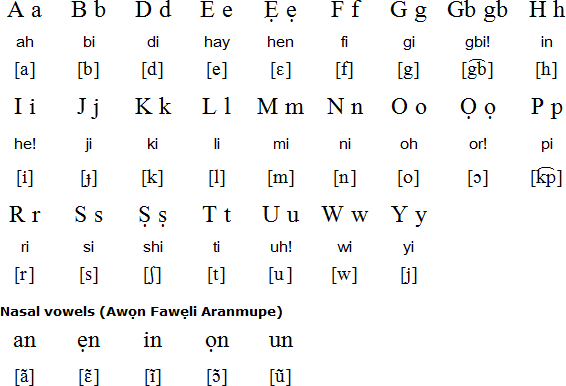 A a B b D d E e Ẹ ẹ F f G g Gb gb H h
ah bi di hay hen fi gi gbi! in
[a] [b] [d] [e] [ɛ] [f] [g] [g͡b] [h]
I i J j K k L l M m N n O o Ọ ọ P p
he! ji ki li mi ni oh or! pi
[i] [ɟ] [k] [l] [m] [n] [o] [ɔ] [k͡p]
R r S s Ṣ ṣ T t U u W w Y y
ri si shi ti uh! wi yi
[r] [s] [ʃ] [t] [u] [w] [j]
Nasal vowels (Awọn Fawẹli Aranmupe)
an ẹn in ọn un
[ã] [ɛ̃] [ĩ] [ɔ̃] [ũ]